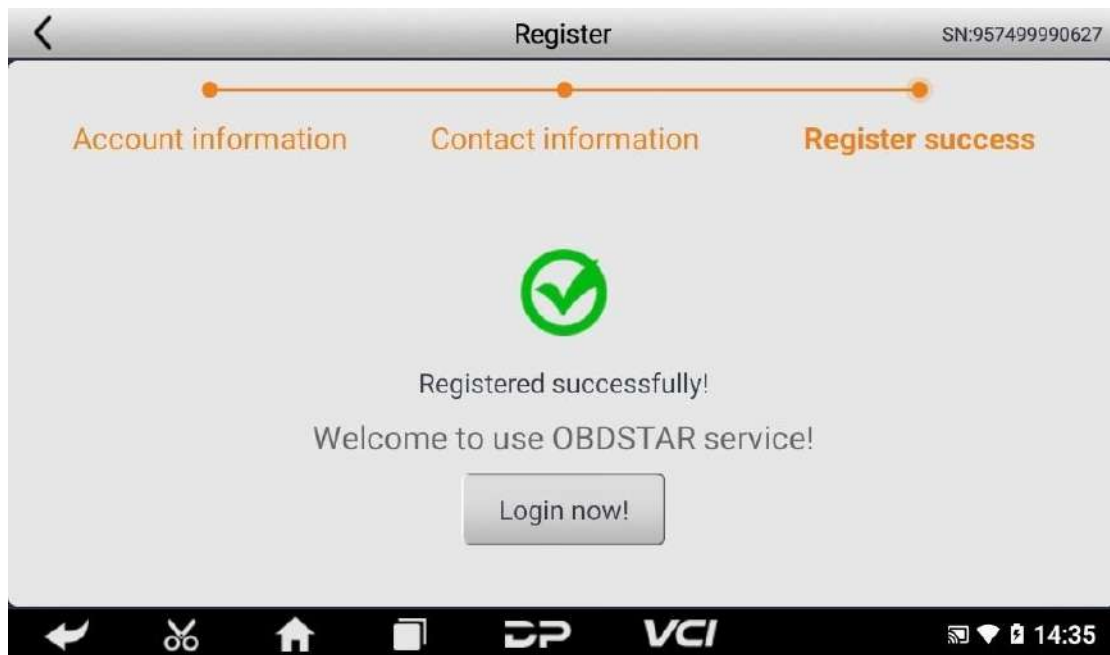 Register
SN:957499990627
Account information
Contact information
Register success
Registered successfully!
Welcome to use OBDSTAR service!
Login now!
DP
VCI
14:35